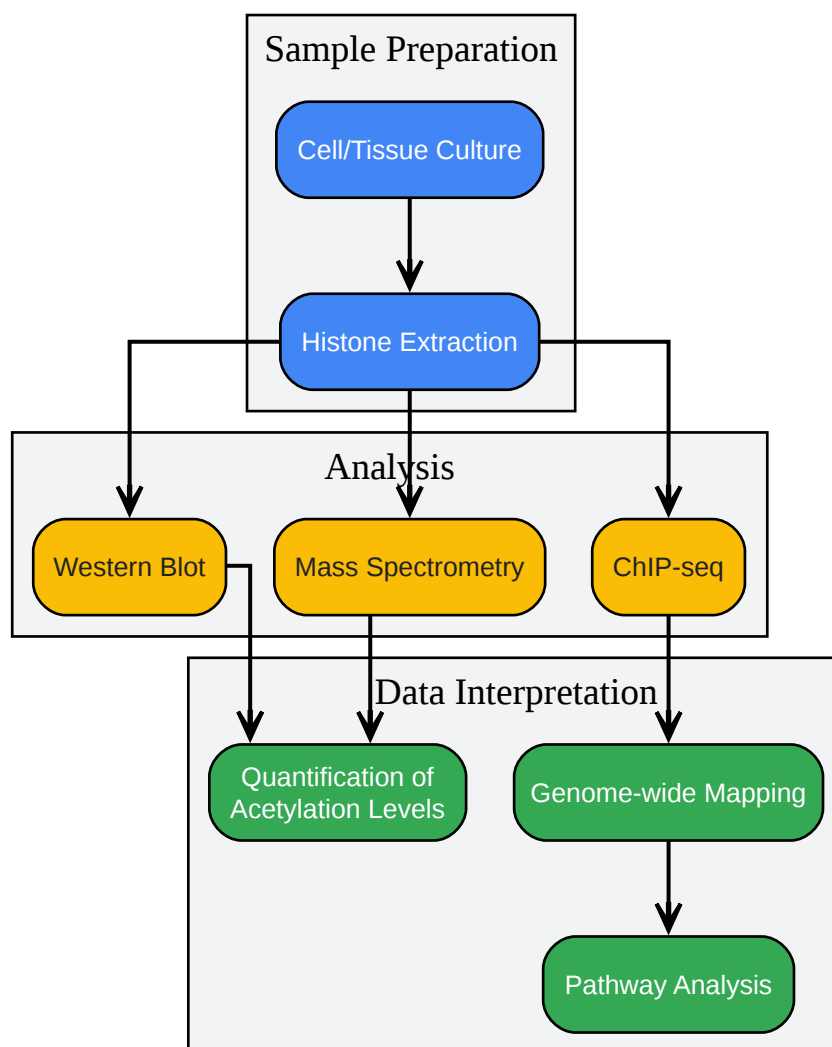 Sample Preparation
Cell/Tissue Culture
Histone Extraction
Analysis
Western Blot
Mass Spectrometry
ChIP-seq
Data Interpretation
Quantification of
Acetylation Levels
Genome-wide Mapping
Pathway Analysis